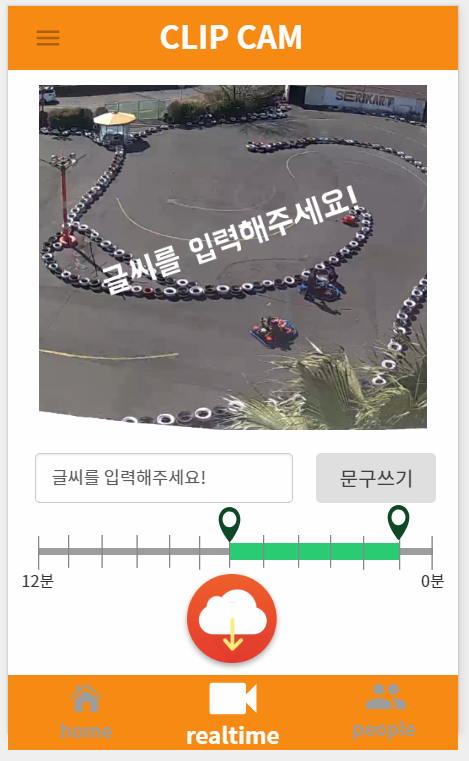 CLIP CAM
SERIKART
글씨를 입력해주세요!
글씨를 입력해주세요!
문구쓰기
12분
0분
home
realtime
people